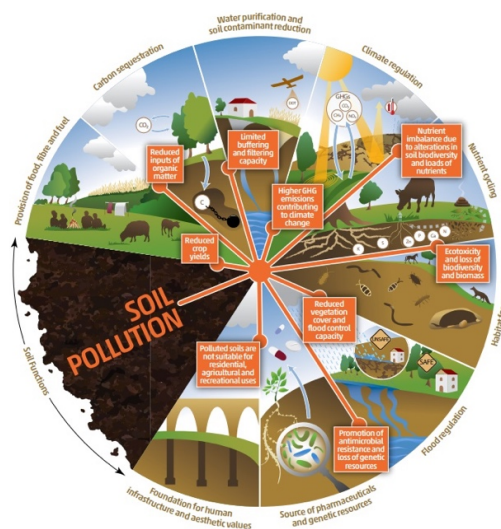 Water purification and
soil contaminant reduction
Carbon sequestration
Climate regulation
Provision of food, fibre and fuel
Nutrient cycling
Flood regulation
Source of pharmaceuticals
and genetic resources
Foundation for human
infrastructure and aesthetic values
Soil Functions
SOIL
POLLUTION
Reduced
inputs of
organic
matter
Limited
buffering
and filtering
capacity
Higher GHG
emissions
contributing
to climate
change
Nutrient
imbalance due
to alterations in
soil biodiversity
and loads of
nutrients
Reduced
crop
yields
Ecotoxicity
and loss of
biodiversity
and biomass
Reduced
vegetation
cover and
flood control
capacity
Polluted soils are
not suitable for
residential,
agricultural and
recreational uses
Promotion of
antimicrobial
resistance and
loss of genetic
resources
GHGs
CO₂
CH₄
NO₂
CO₂
C
UNSAFE
SAFE